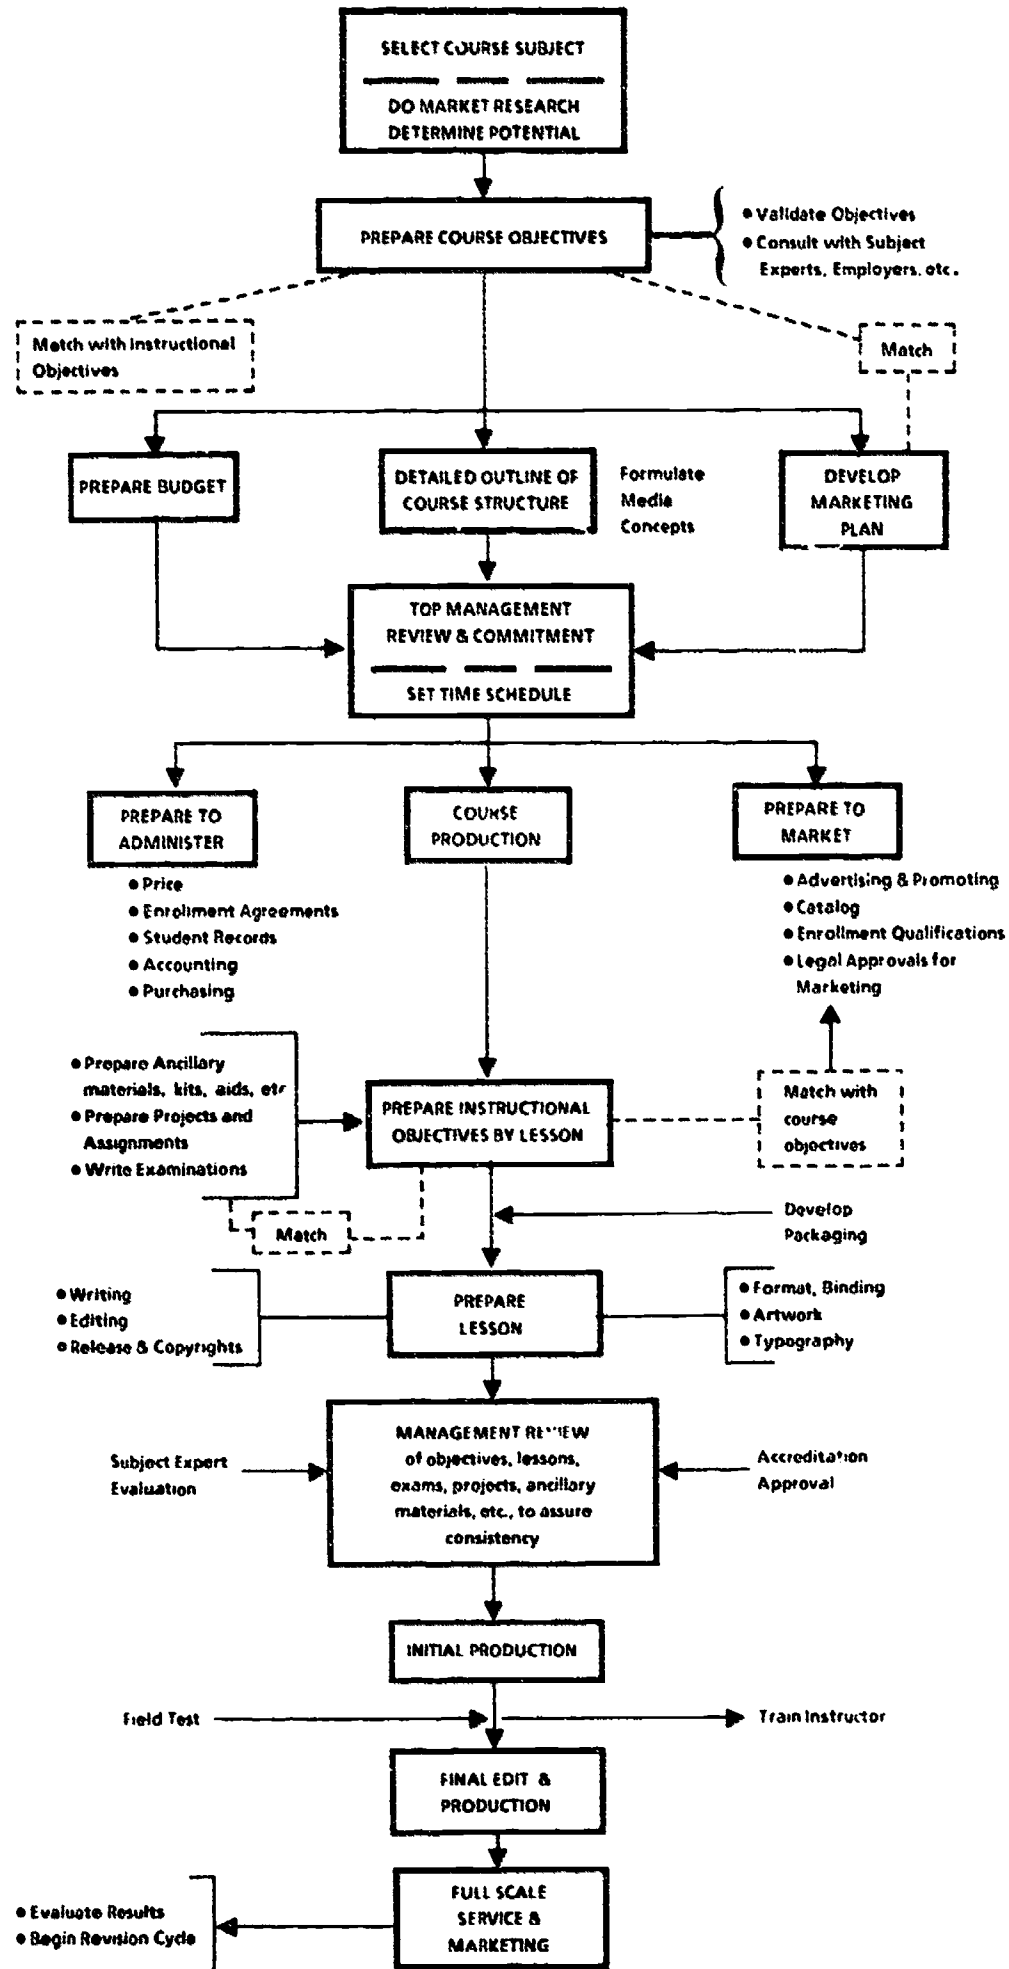 SELECT COURSE SUBJECT
DO MARKET RESEARCH
DETERMINE POTENTIAL
PREPARE COURSE OBJECTIVES
• Validate Objectives
• Consult with Subject
Experts, Employers, etc.
Match with Instructional
Objectives
Match
PREPARE BUDGET
DETAILED OUTLINE OF
COURSE STRUCTURE
Formulate
Media
Concepts
DEVELOP
MARKETING
PLAN
TOP MANAGEMENT
REVIEW & COMMITMENT
SET TIME SCHEDULE
PREPARE TO
ADMINISTER
COURSE
PRODUCTION
PREPARE TO
MARKET
• Price
• Enrollment Agreements
• Student Records
• Accounting
• Purchasing
• Advertising & Promoting
• Catalog
• Enrollment Qualifications
• Legal Approvals for
Marketing
• Prepare Ancillary
materials, kits, aids, etc
• Prepare Projects and
Assignments
• Write Examinations
PREPARE INSTRUCTIONAL
OBJECTIVES BY LESSON
Match with
course
objectives
Match
Develop
Packaging
• Writing
• Editing
• Release & Copyrights
PREPARE
LESSON
• Format, Binding
• Artwork
• Typography
Subject Expert
Evaluation
MANAGEMENT REVIEW
of objectives, lessons,
exams, projects, ancillary
materials, etc., to assure
consistency
Accreditation
Approval
INITIAL PRODUCTION
Field Test
Train Instructor
FINAL EDIT &
PRODUCTION
FULL SCALE
SERVICE &
MARKETING
• Evaluate Results
• Begin Revision Cycle